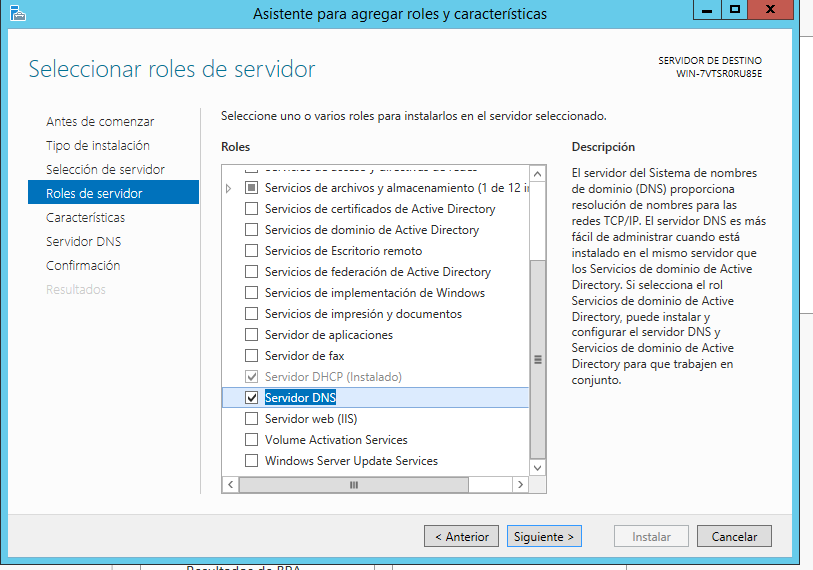 Asistente para agregar roles y características
Seleccionar roles de servidor
SERVIDOR DE DESTINO
WIN-7VTSR0RU85E
Antes de comenzar
Tipo de instalación
Selección de servidor
Roles de servidor
Características
Servidor DNS
Confirmación
Resultados
Seleccione uno o varios roles para instalarlos en el servidor seleccionado.
Roles
Servicios de acceso y directivas de redes
Servicios de archivos y almacenamiento (1 de 12 in
Servicios de certificados de Active Directory
Servicios de dominio de Active Directory
Servicios de Escritorio remoto
Servicios de federación de Active Directory
Servicios de implementación de Windows
Servicios de impresión y documentos
Servidor de aplicaciones
Servidor de fax
Servidor DHCP (Instalado)
Servidor DNS
Servidor web (IIS)
Volume Activation Services
Windows Server Update Services
Descripción
El servidor del Sistema de nombres
de dominio (DNS) proporciona
resolución de nombres para las
redes TCP/IP. El servidor DNS es más
fácil de administrar cuando está
instalado en el mismo servidor que
los Servicios de dominio de Active
Directory. Si selecciona el rol
Servicios de dominio de Active
Directory, puede instalar y
configurar el servidor DNS y
Servicios de dominio de Active
Directory para que trabajen en
conjunto.
< Anterior
Siguiente >
Instalar
Cancelar
Resultados de BPA